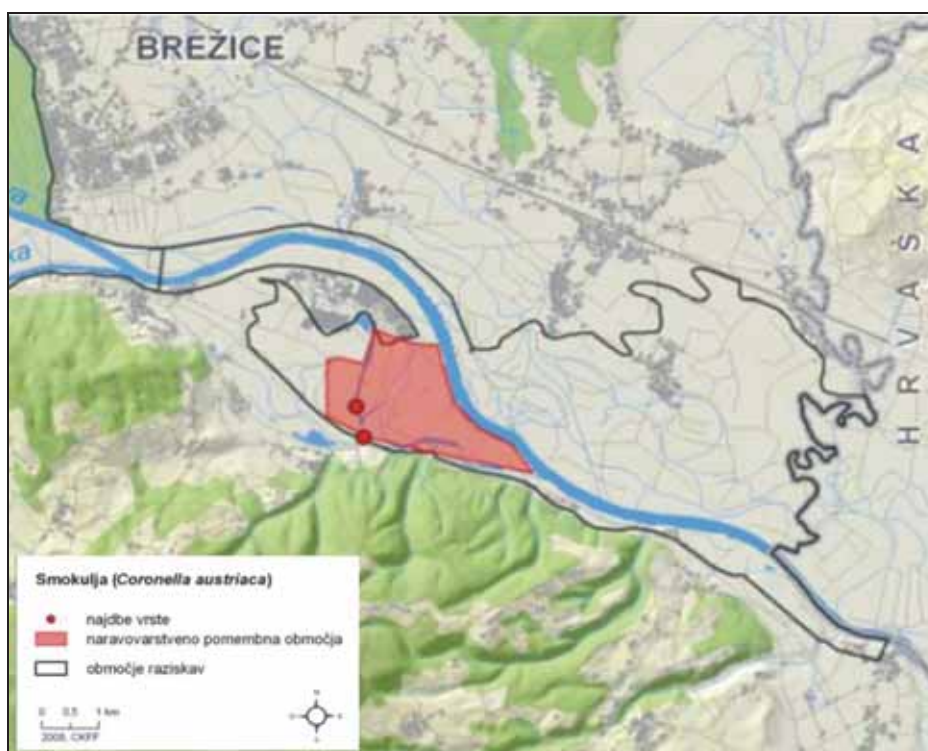 BREŽICE
HRVAŠKA
Smokulja (Coronella austriaca)
najdbe vrste
naravovarstveno pomembna območja
območje raziskav
0 0,5 1 km
2008, CKFF